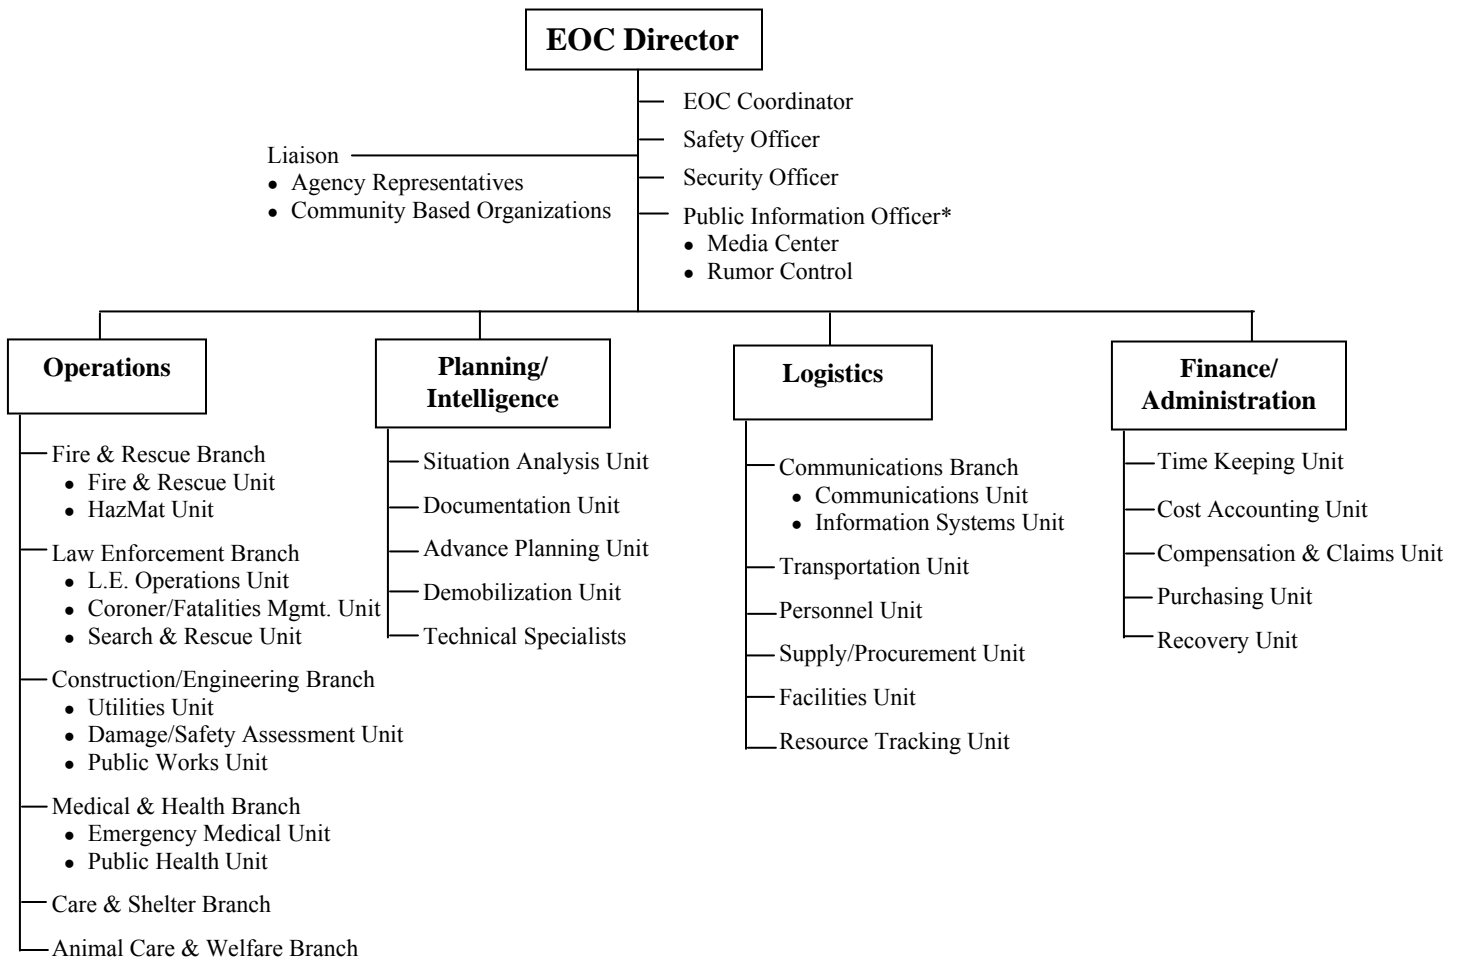 EOC Director
EOC Coordinator
Safety Officer
Liaison
• Agency Representatives
• Community Based Organizations
Security Officer
Public Information Officer*
• Media Center
• Rumor Control
Operations
Fire & Rescue Branch
• Fire & Rescue Unit
• HazMat Unit
Law Enforcement Branch
• L.E. Operations Unit
• Coroner/Fatalities Mgmt. Unit
• Search & Rescue Unit
Construction/Engineering Branch
• Utilities Unit
• Damage/Safety Assessment Unit
• Public Works Unit
Medical & Health Branch
• Emergency Medical Unit
• Public Health Unit
Care & Shelter Branch
Animal Care & Welfare Branch
Planning/
Intelligence
Situation Analysis Unit
Documentation Unit
Advance Planning Unit
Demobilization Unit
Technical Specialists
Logistics
Communications Branch
• Communications Unit
• Information Systems Unit
Transportation Unit
Personnel Unit
Supply/Procurement Unit
Facilities Unit
Resource Tracking Unit
Finance/
Administration
Time Keeping Unit
Cost Accounting Unit
Compensation & Claims Unit
Purchasing Unit
Recovery Unit